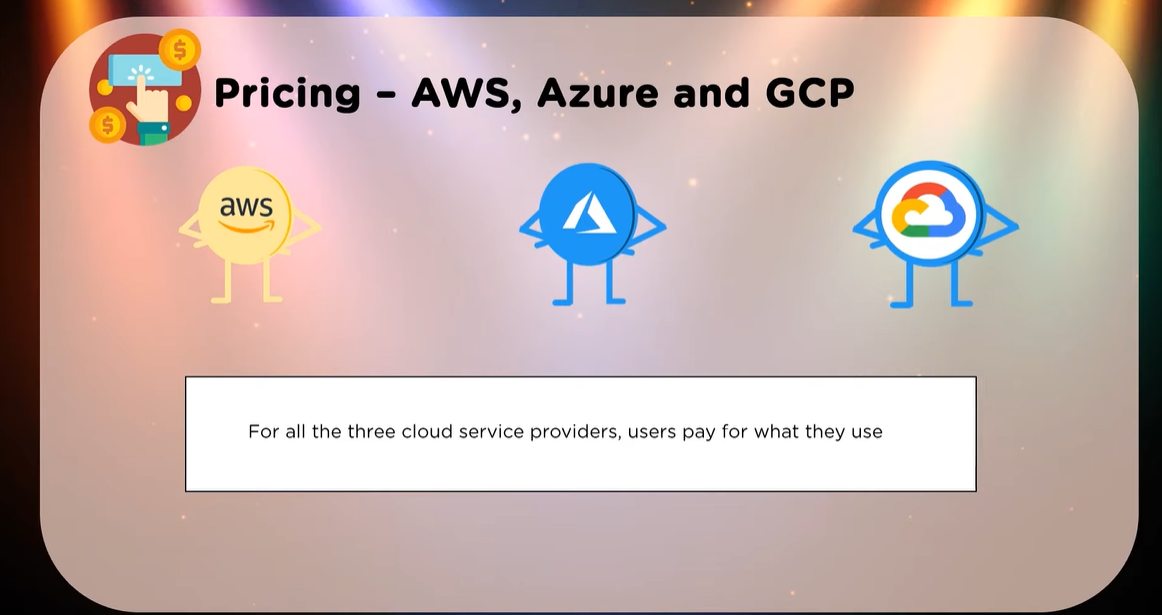 Pricing – AWS, Azure and GCP
aws
For all the three cloud service providers, users pay for what they use